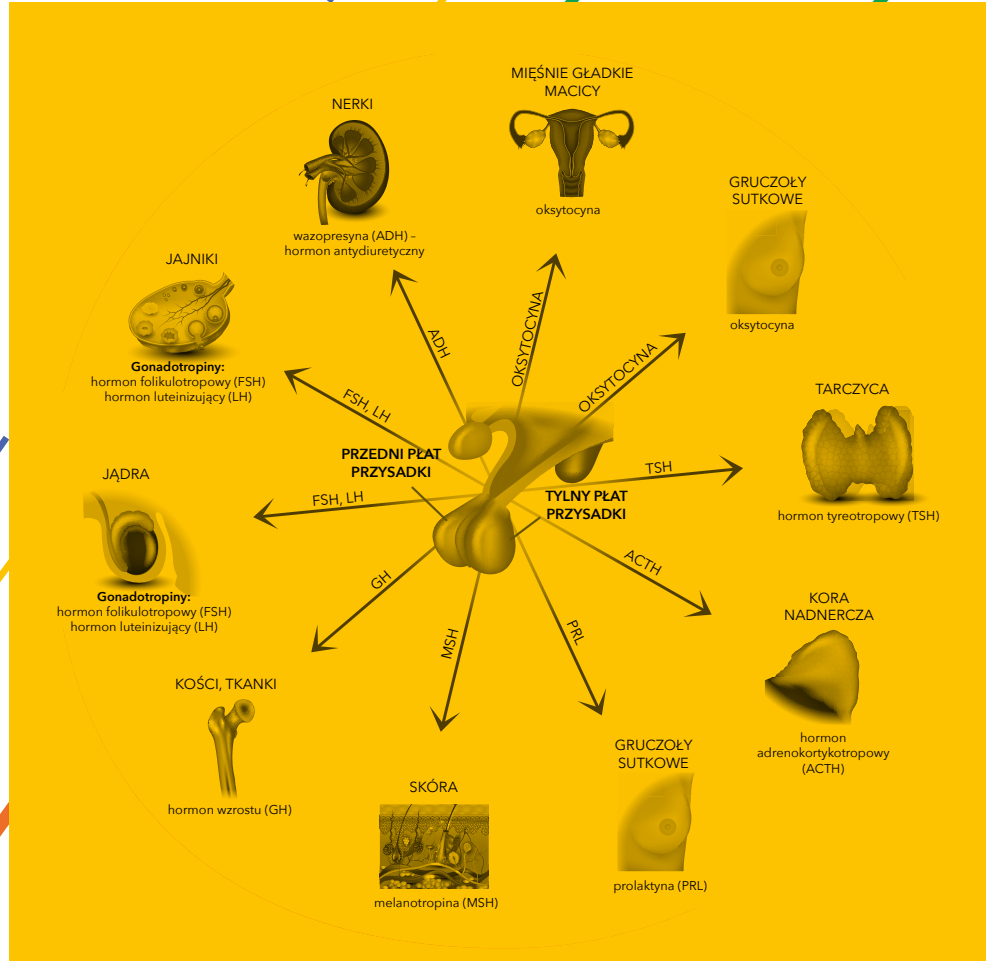 MIĘŚNIE GŁADKIE
MACICY
oksytocyna
NERKI
wazopresyna (ADH) –
hormon antydiuretyczny
GRUCZOŁY
SUTKOWE
oksytocyna
JAJNIKI
Gonadotropiny:
hormon folikulotropowy (FSH)
hormon luteinizujący (LH)
ADH
OKSYTOCYNA
OKSYTOCYNA
FSH, LH
TARCZYCA
hormon tyreotropowy (TSH)
PRZEDNI PŁAT
PRZYSADKI
TSH
TYLNY PŁAT
PRZYSADKI
JĄDRA
Gonadotropiny:
hormon folikulotropowy (FSH)
hormon luteinizujący (LH)
FSH, LH
ACTH
GH
MSH
PRL
KORA
NADNERCZA
hormon
adrenokortykotropowy
(ACTH)
KOŚCI, TKANKI
hormon wzrostu (GH)
SKÓRA
melanotropina (MSH)
GRUCZOŁY
SUTKOWE
prolaktyna (PRL)